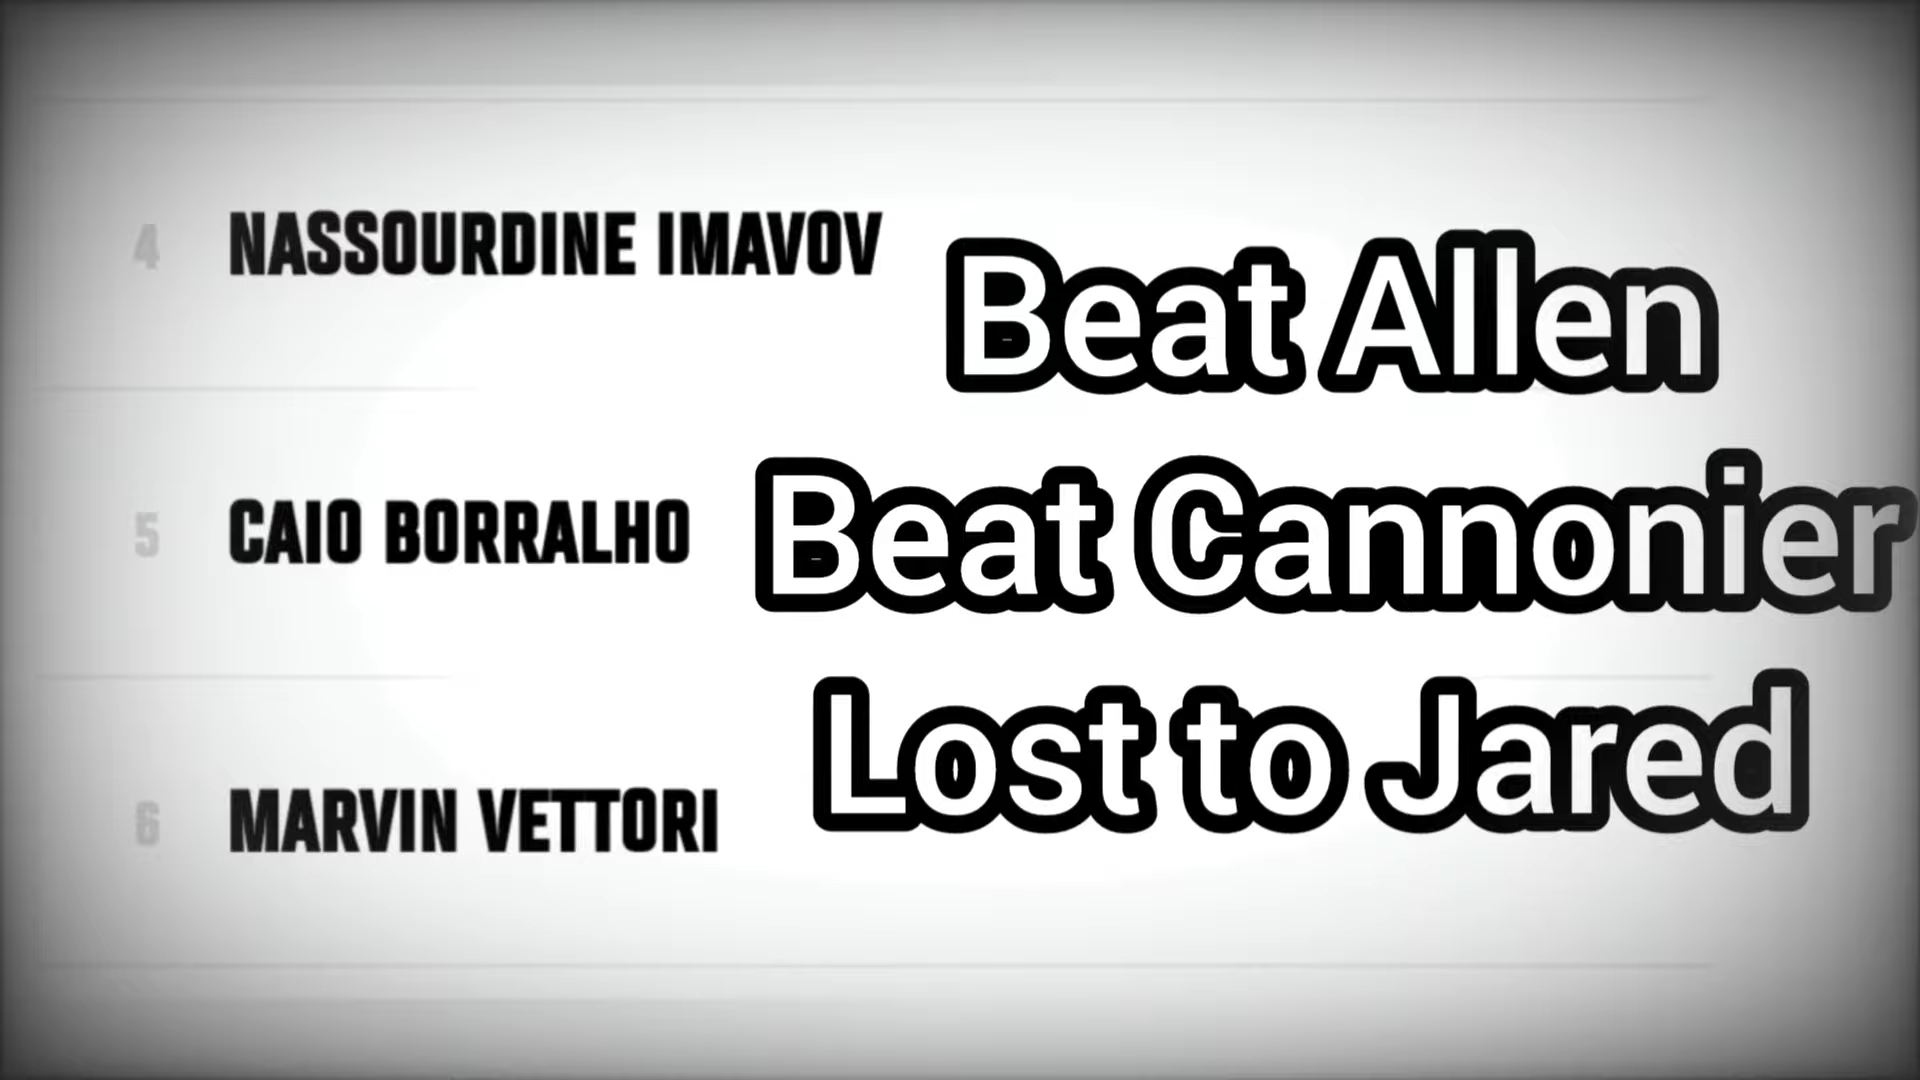 4 NASSOURDINE IMAVOV
Beat Allen
5 CAIO BORRALHO
Beat Cannonier
6 MARVIN VETTORI
Lost to Jared